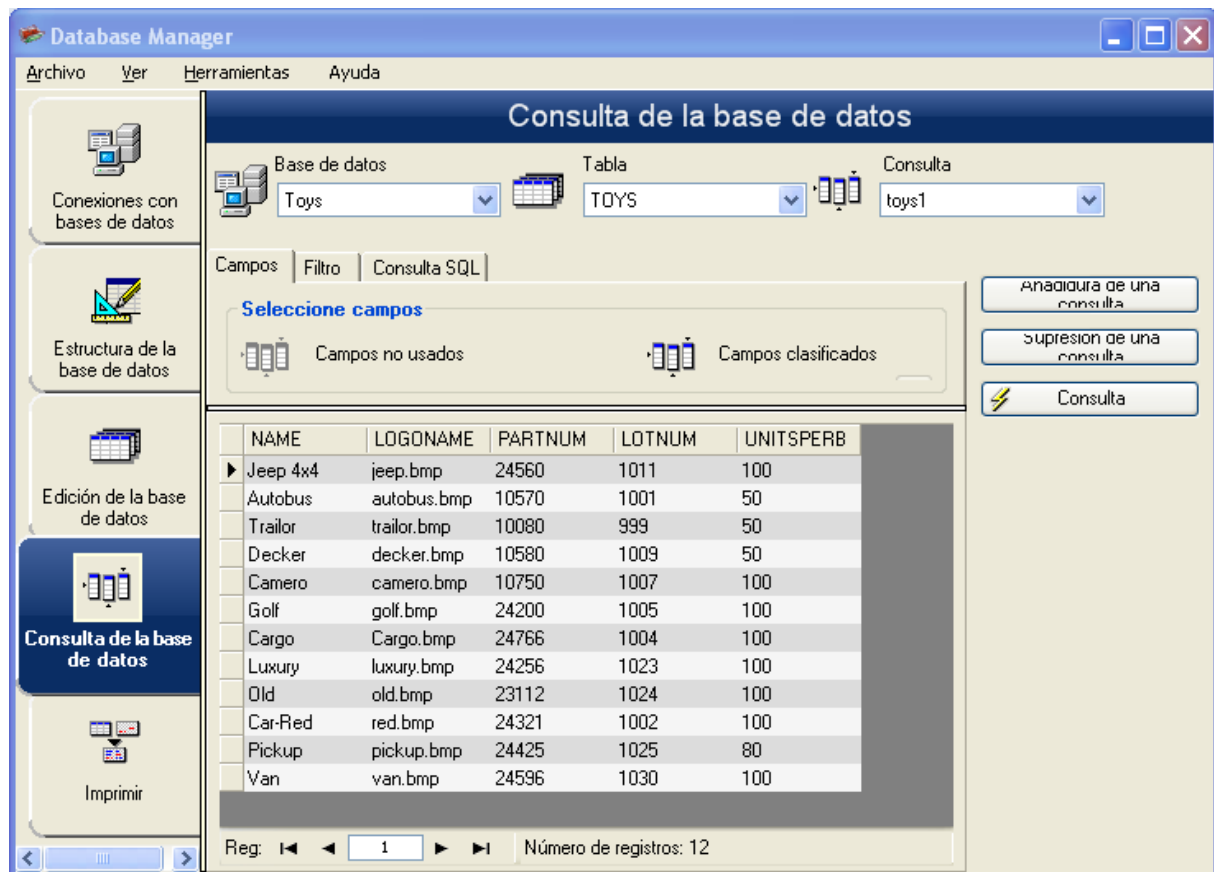 Database Manager
Archivo Ver Herramientas Ayuda
Consulta de la base de datos
Conexiones con
bases de datos
Estructura de la
base de datos
Edición de la base
de datos
Consulta de la base
de datos
Imprimir
Base de datos Tabla Consulta
Toys TOYS toys1
Campos Filtro Consulta SQL
Seleccione campos
Campos no usados Campos clasificados
Añadidura de una
consulta
Supresión de una
consulta
Consulta
NAME LOGONAME PARTNUM LOTNUM UNITSPERB
Jeep 4x4 jeep.bmp 24560 1011 100
Autobus autobus.bmp 10570 1001 50
Trailor trailor.bmp 10080 999 50
Decker decker.bmp 10580 1009 50
Camero camero.bmp 10750 1007 100
Golf golf.bmp 24200 1005 100
Cargo Cargo.bmp 24766 1004 100
Luxury luxury.bmp 24256 1023 100
Old old.bmp 23112 1024 100
Car-Red red.bmp 24321 1002 100
Pickup pickup.bmp 24425 1025 80
Van van.bmp 24596 1030 100
Reg: 1 Número de registros: 12